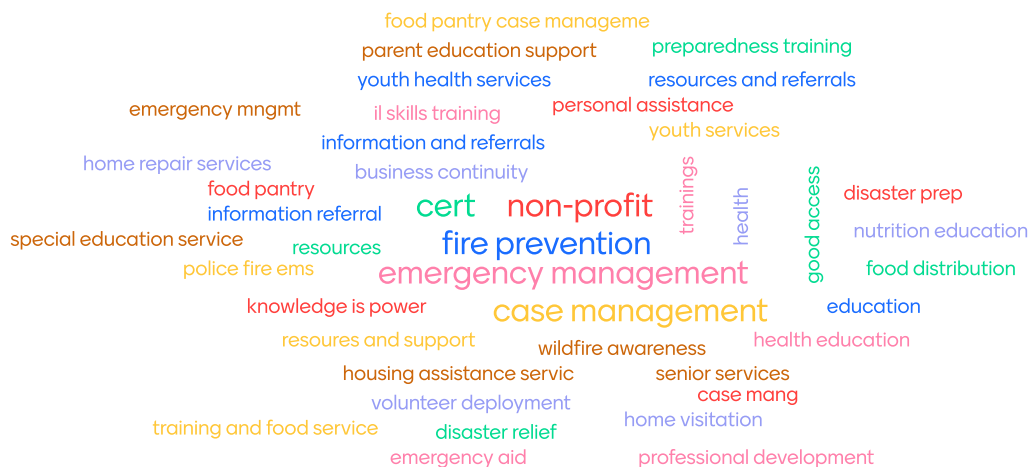 food pantry case manageme
parent education support
preparedness training
youth health services
resources and referrals
emergency mngmt
il skills training
personal assistance
youth services
information and referrals
home repair services
business continuity
trainings
health
good access
food pantry
disaster prep
cert
non-profit
information referral
nutrition education
special education service
resources
fire prevention
police fire ems
emergency management
food distribution
knowledge is power
case management
education
resoures and support
wildfire awareness
health education
housing assistance servic
senior services
case mang
volunteer deployment
home visitation
training and food service
disaster relief
emergency aid
professional development